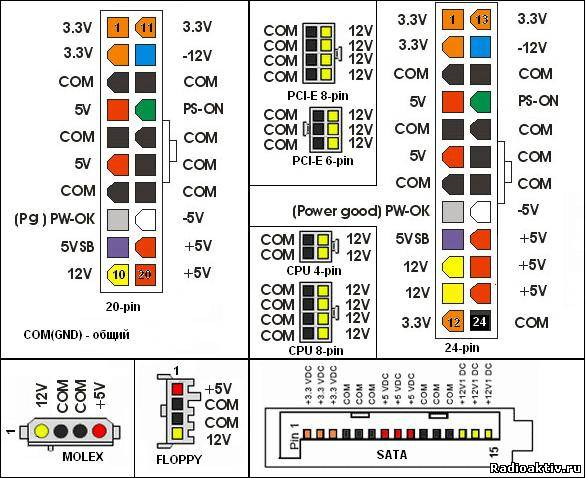 3.3V 1 11 3.3V
3.3V -12V
COM COM
5V PS-ON
COM COM
5V COM
COM COM
(Pg) PW-OK -5V
5VSB +5V
12V 10 20 +5V
20-pin
COM(GND) - общий
COM 12V
COM 12V
COM 12V
COM 12V
PCI-E 8-pin
COM 12V
COM 12V
COM 12V
PCI-E 6-pin
3.3V 1 13 3.3V
3.3V -12V
COM COM
5V PS-ON
COM COM
5V COM
COM COM
(Power good) PW-OK -5V
5VSB +5V
12V +5V
12V +5V
3.3V 12 24 COM
24-pin
COM 12V
COM 12V
CPU 4-pin
COM 12V
COM 12V
COM 12V
COM 12V
CPU 8-pin
12V COM COM +5V
1
MOLEX
1
+5V
COM
COM
12V
FLOPPY
+3.3 VDC +3.3 VDC +3.3 VDC COM COM COM +5 VDC +5 VDC +5 VDC COM COM COM +12V1 DC +12V1 DC +12V1 DC
Pin 1 15
SATA
Radioaktiv.ru